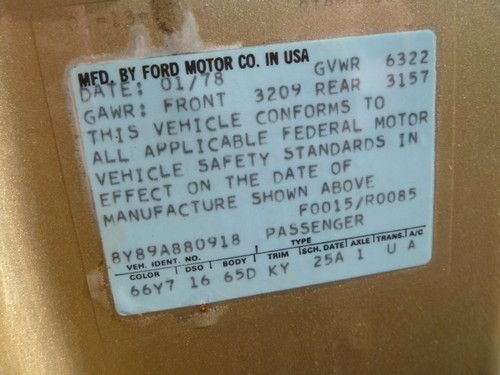 MFD. BY FORD MOTOR CO. IN USA
DATE: 01/78 GVWR 6322
GAWR: FRONT 3209 REAR 3157
THIS VEHICLE CONFORMS TO
ALL APPLICABLE FEDERAL MOTOR
VEHICLE SAFETY STANDARDS IN
EFFECT ON THE DATE OF
MANUFACTURE SHOWN ABOVE
F0015/R0085
8Y89A880918 PASSENGER
VEH. IDENT. NO. TYPE
COLOR DSO BODY TRIM SCH. DATE AXLE TRANS. A/C
66Y7 16 65D KY 25A 1 U A